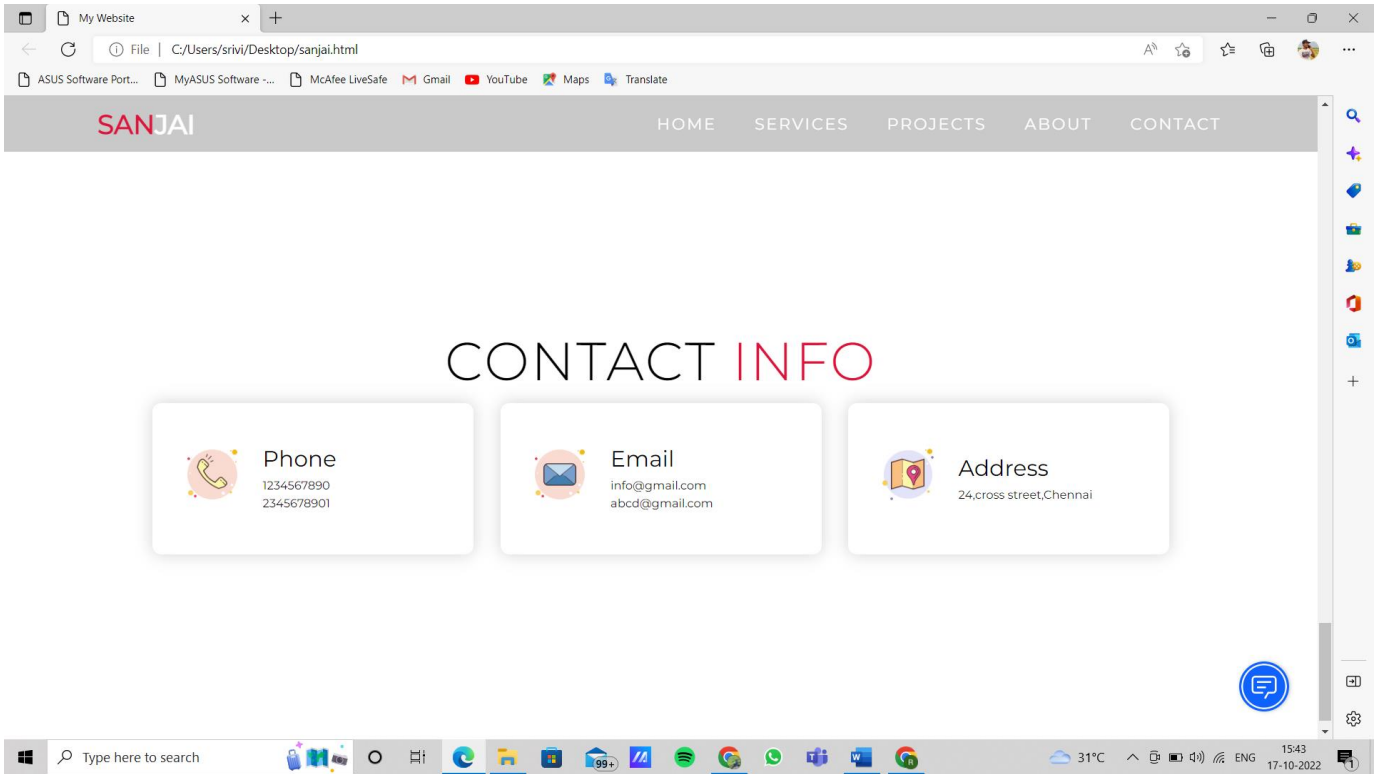 My Website
File | C:/Users/srivi/Desktop/sanjai.html
ASUS Software Port... MyASUS Software -... McAfee LiveSafe Gmail YouTube Maps Translate
SANJAI HOME SERVICES PROJECTS ABOUT CONTACT
CONTACT INFO
Phone
1234567890
2345678901
Email
info@gmail.com
abcd@gmail.com
Address
24,cross street,Chennai
Type here to search 99+ 31°C ENG 15:43
17-10-2022 1